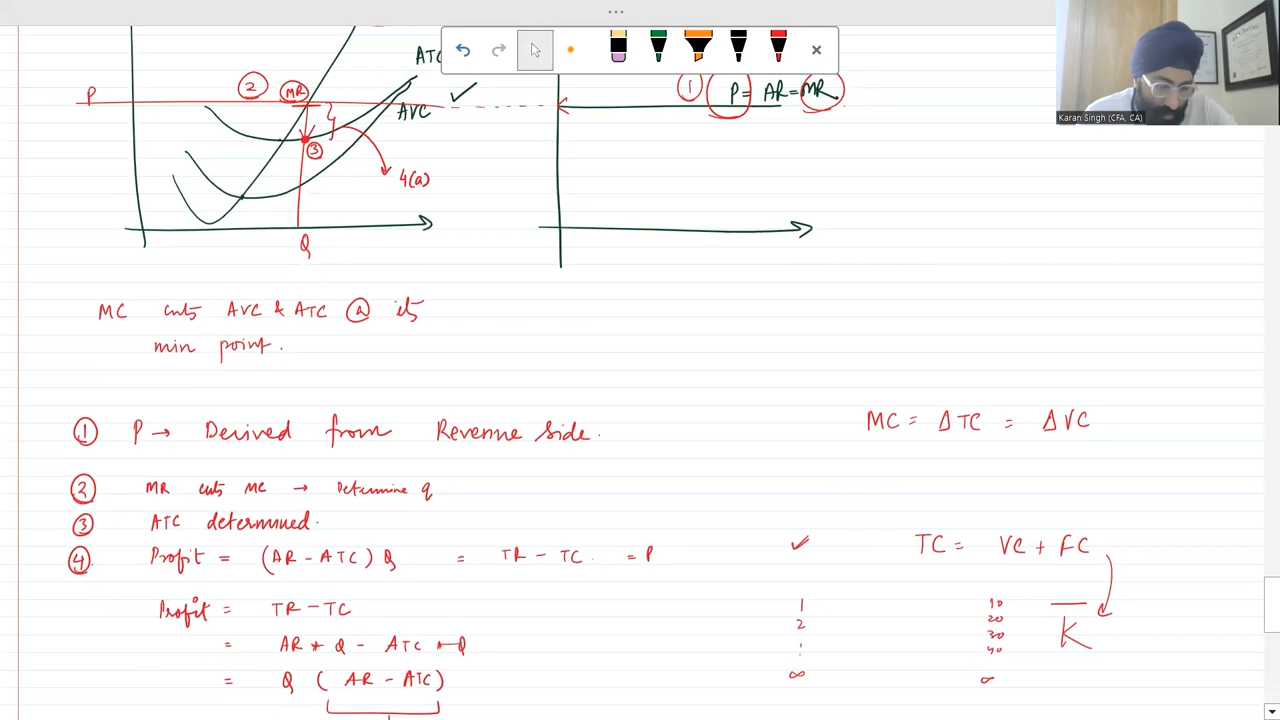 ATC
P
2
MR
AVC
3
4(a)
Q
1
P = AR = MR
Karan Singh (CFA, CA)
MC cuts AVC & ATC @ its
min point.
1 P → Derived from Revenue side.
2 MR cuts MC → Determine q
3 ATC determined.
4. Profit = (AR - ATC) Q = TR - TC. = P
Profit = TR - TC
= AR * Q - ATC * Q
= Q ( AR - ATC)
MC = Δ TC = Δ VC
TC = VC + FC
1 10
2 20
30
40
∞ ∞
K